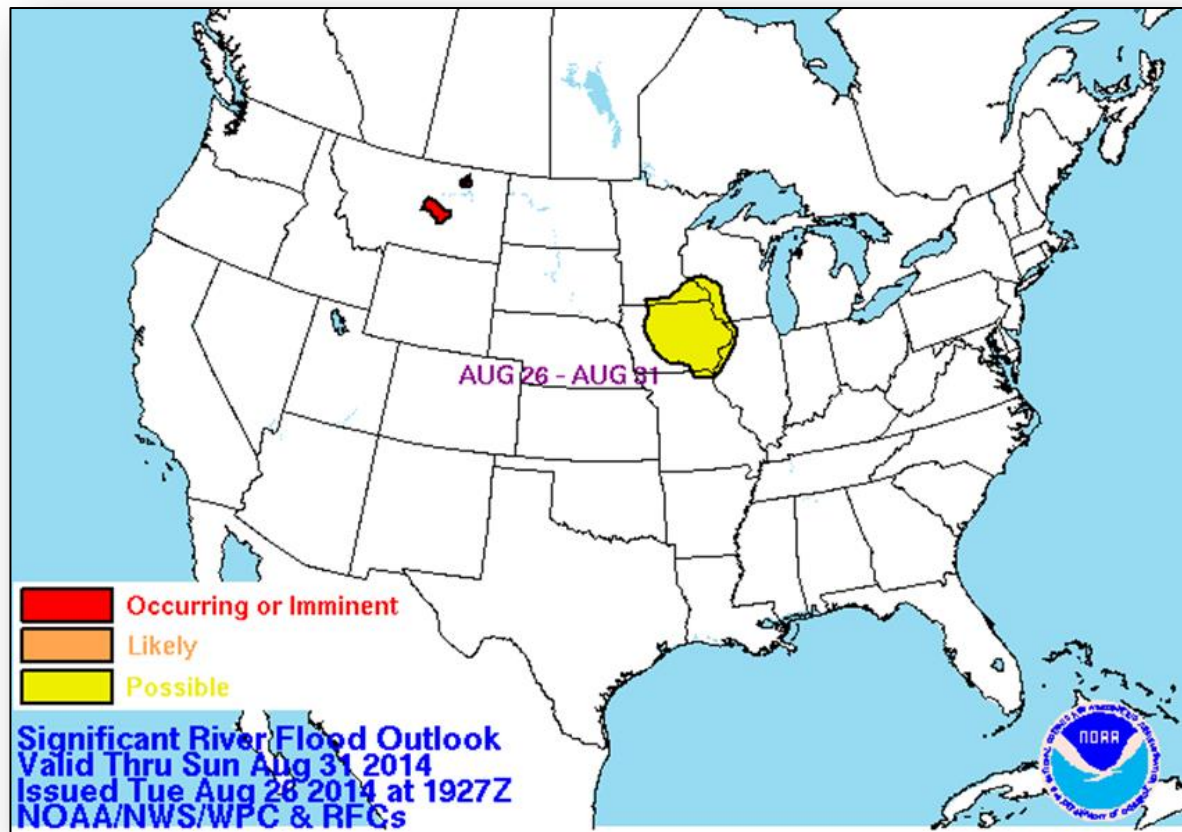 AUG 26 - AUG 31
Occurring or Imminent
Likely
Possible
Significant River Flood Outlook
Valid Thru Sun Aug 31 2014
Issued Tue Aug 26 2014 at 1927Z
NOAA/NWS/WPC & RFCs
NOAA